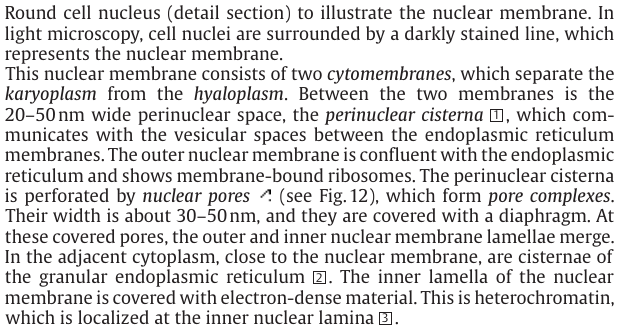 Round cell nucleus (detail section) to illustrate the nuclear membrane. In
light microscopy, cell nuclei are surrounded by a darkly stained line, which
represents the nuclear membrane.
This nuclear membrane consists of two cytomembranes, which separate the
karyoplasm from the hyaloplasm. Between the two membranes is the
20–50 nm wide perinuclear space, the perinuclear cisterna 1, which com-
municates with the vesicular spaces between the endoplasmic reticulum
membranes. The outer nuclear membrane is confluent with the endoplasmic
reticulum and shows membrane-bound ribosomes. The perinuclear cisterna
is perforated by nuclear pores (see Fig. 12), which form pore complexes.
Their width is about 30–50 nm, and they are covered with a diaphragm. At
these covered pores, the outer and inner nuclear membrane lamellae merge.
In the adjacent cytoplasm, close to the nuclear membrane, are cisternae of
the granular endoplasmic reticulum 2. The inner lamella of the nuclear
membrane is covered with electron-dense material. This is heterochromatin,
which is localized at the inner nuclear lamina 3.